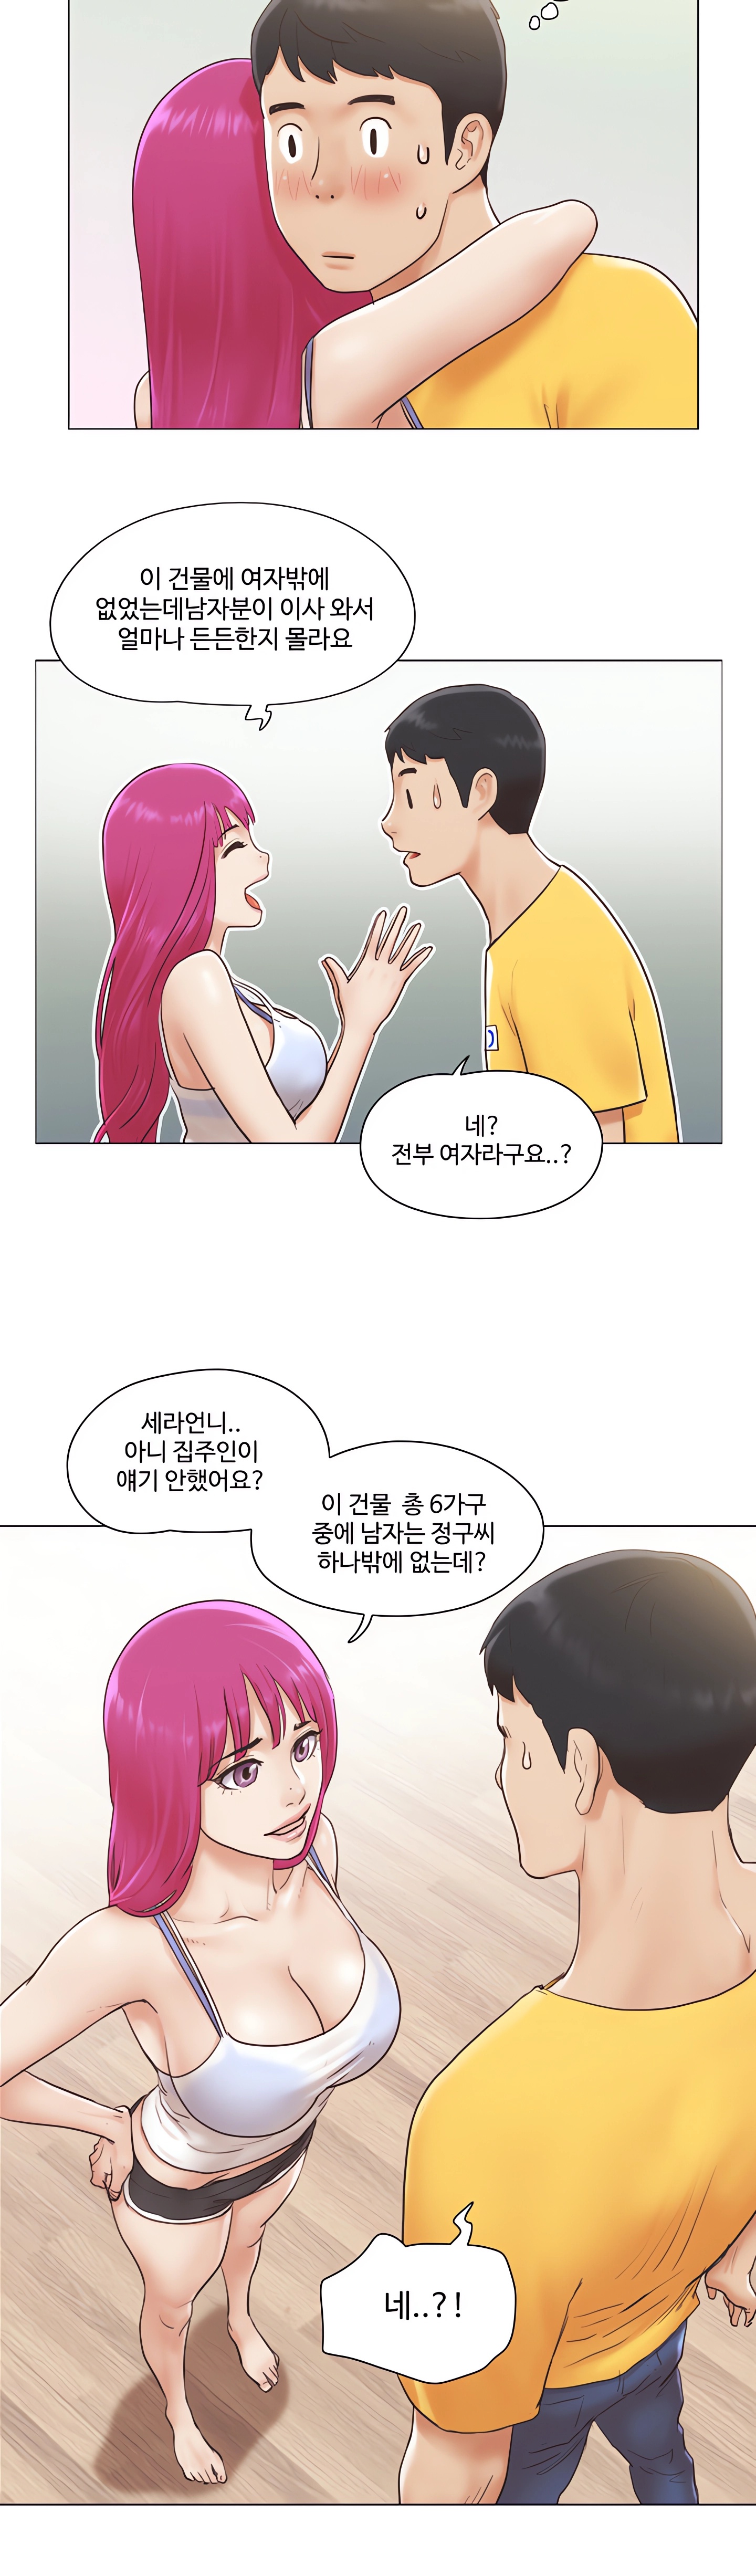 이 건물에 여자밖에
없었는데남자분이 이사 와서
얼마나 든든한지 몰라요
네?
전부 여자라구요..?
세라언니..
아니 집주인이
얘기 안했어요?
이 건물 총 6가구
중에 남자는 정구씨
하나밖에 없는데?
네..?!